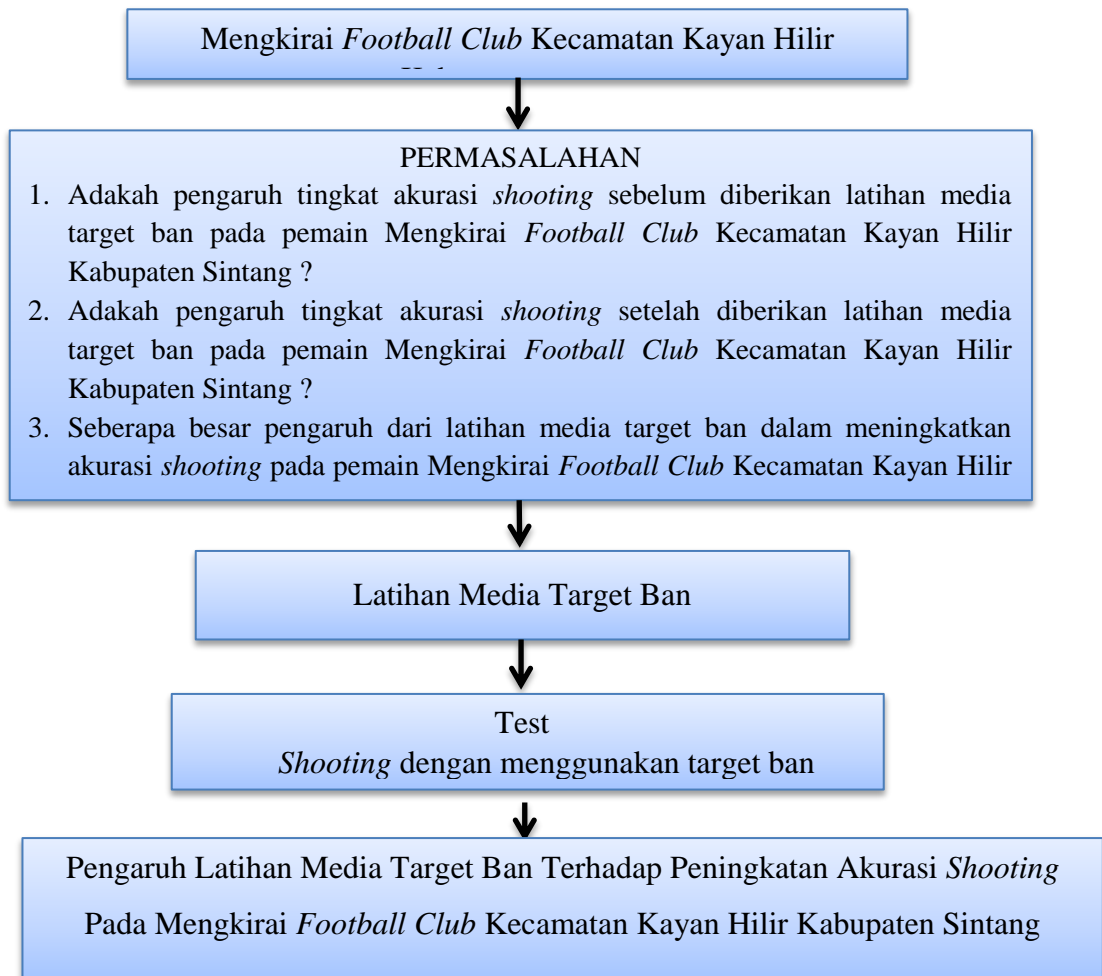 Mengkirai Football Club Kecamatan Kayan Hilir
PERMASALAHAN
1. Adakah pengaruh tingkat akurasi shooting sebelum diberikan latihan media
target ban pada pemain Mengkirai Football Club Kecamatan Kayan Hilir
Kabupaten Sintang ?
2. Adakah pengaruh tingkat akurasi shooting setelah diberikan latihan media
target ban pada pemain Mengkirai Football Club Kecamatan Kayan Hilir
Kabupaten Sintang ?
3. Seberapa besar pengaruh dari latihan media target ban dalam meningkatkan
akurasi shooting pada pemain Mengkirai Football Club Kecamatan Kayan Hilir
Latihan Media Target Ban
Test
Shooting dengan menggunakan target ban
Pengaruh Latihan Media Target Ban Terhadap Peningkatan Akurasi Shooting
Pada Mengkirai Football Club Kecamatan Kayan Hilir Kabupaten Sintang